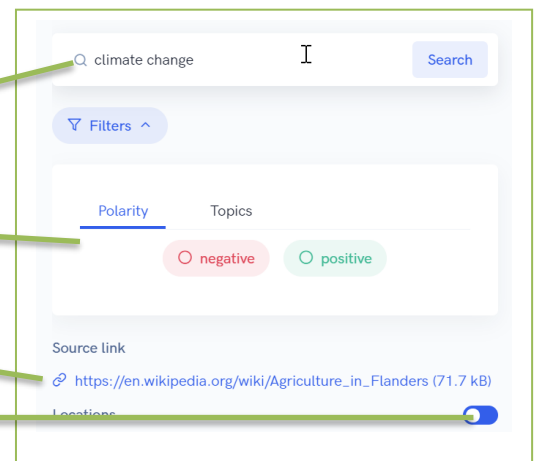 climate change
Search
Filters
Polarity Topics
negative positive
Source link
https://en.wikipedia.org/wiki/Agriculture_in_Flanders (71.7 kB)
Locations